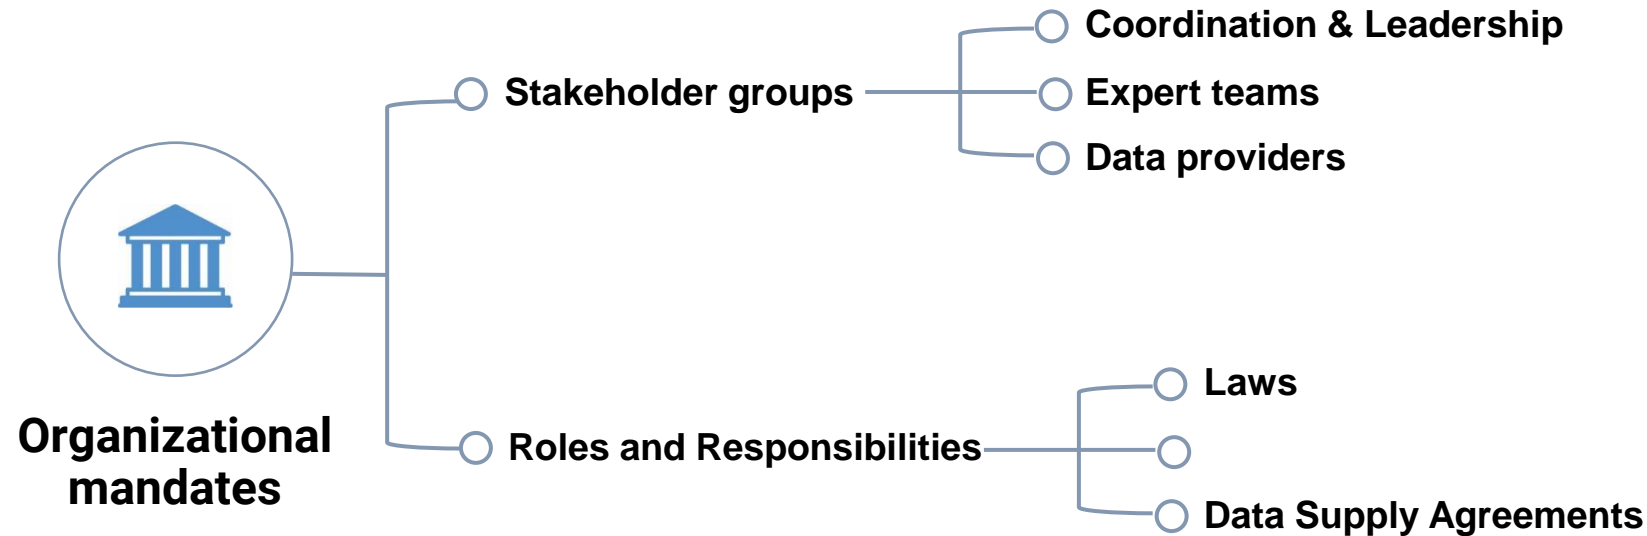 Coordination & Leadership
Stakeholder groups
Expert teams
Data providers
Organizational
mandates
Laws
Roles and Responsibilities
Data Supply Agreements